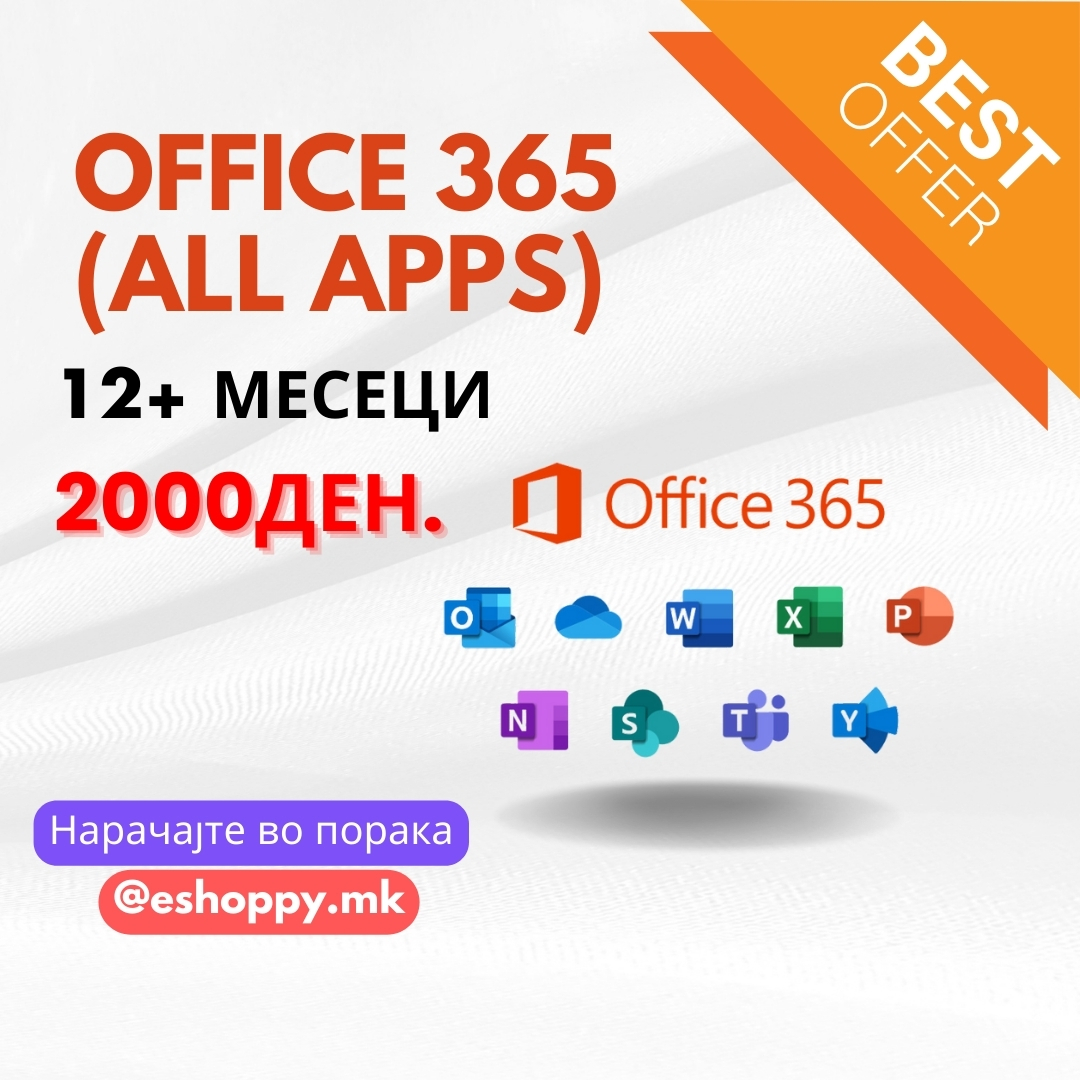 BEST
OFFER
OFFICE 365
(ALL APPS)
12+ МЕСЕЦИ
2000ДЕН.
Office 365
O
W
X
P
N
S
T
Y
Нарачајте во порака
@eshoppy.mk